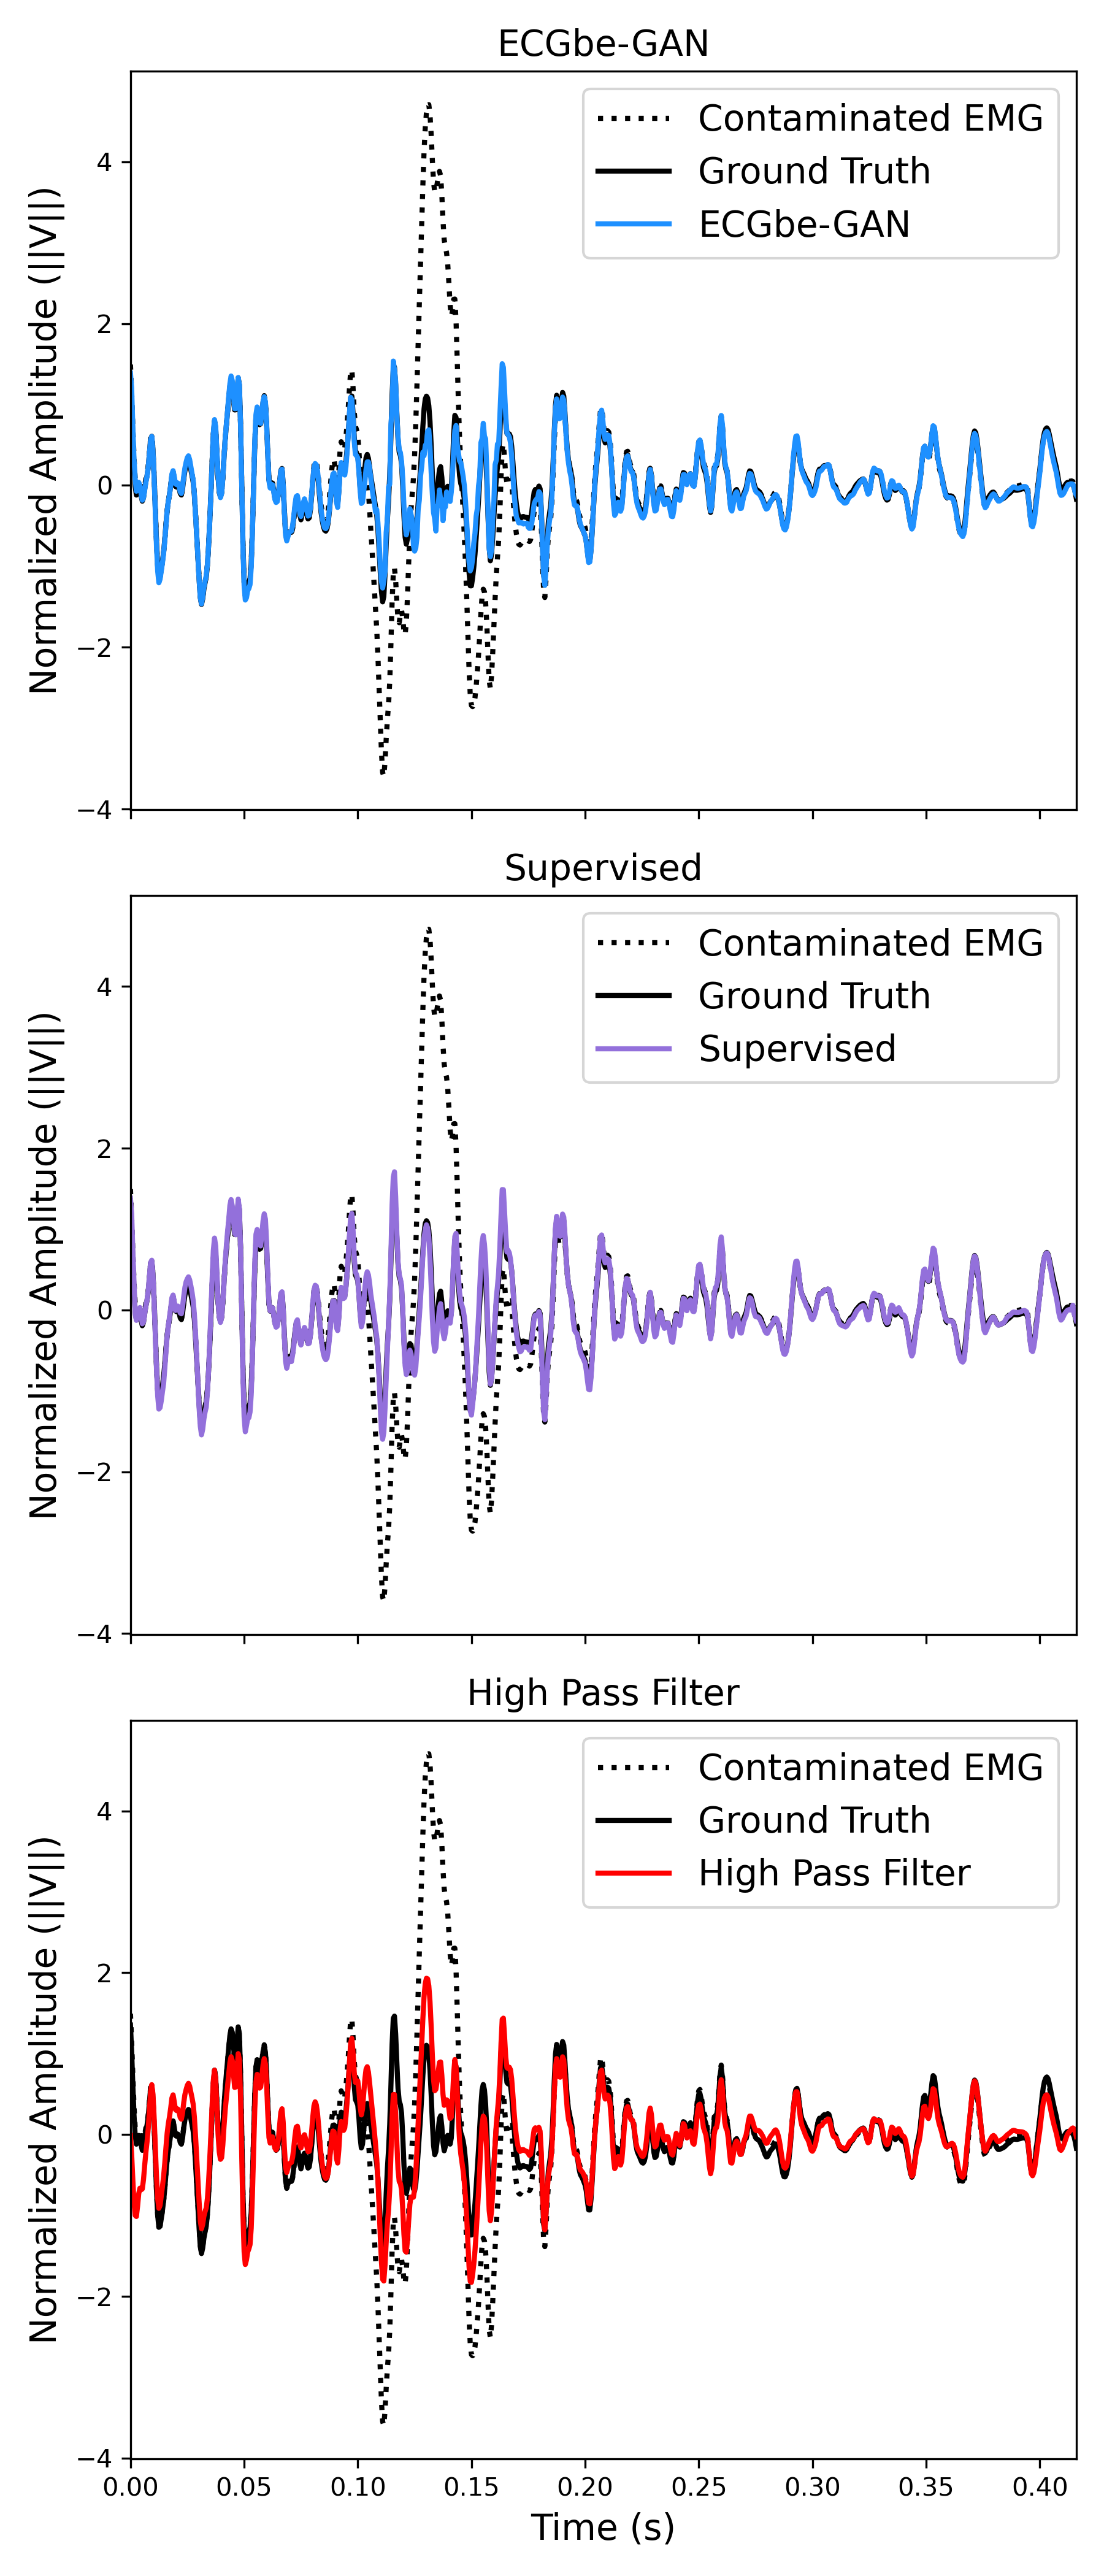 ECGbe-GAN
Contaminated EMG
Ground Truth
ECGbe-GAN
Normalized Amplitude (||V||)
4
2
0
−2
−4
Supervised
Contaminated EMG
Ground Truth
Supervised
Normalized Amplitude (||V||)
4
2
0
−2
−4
High Pass Filter
Contaminated EMG
Ground Truth
High Pass Filter
Normalized Amplitude (||V||)
4
2
0
−2
−4
0.00 0.05 0.10 0.15 0.20 0.25 0.30 0.35 0.40
Time (s)